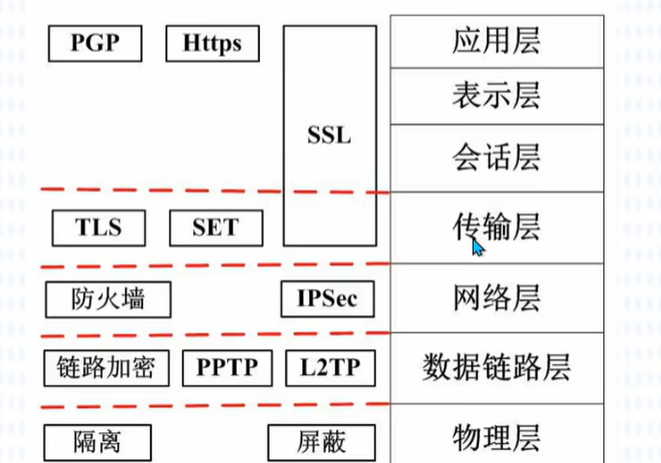 PGP Https 应用层
表示层
SSL
会话层
TLS SET 传输层
防火墙 IPSec 网络层
链路加密 PPTP L2TP 数据链路层
隔离 屏蔽 物理层